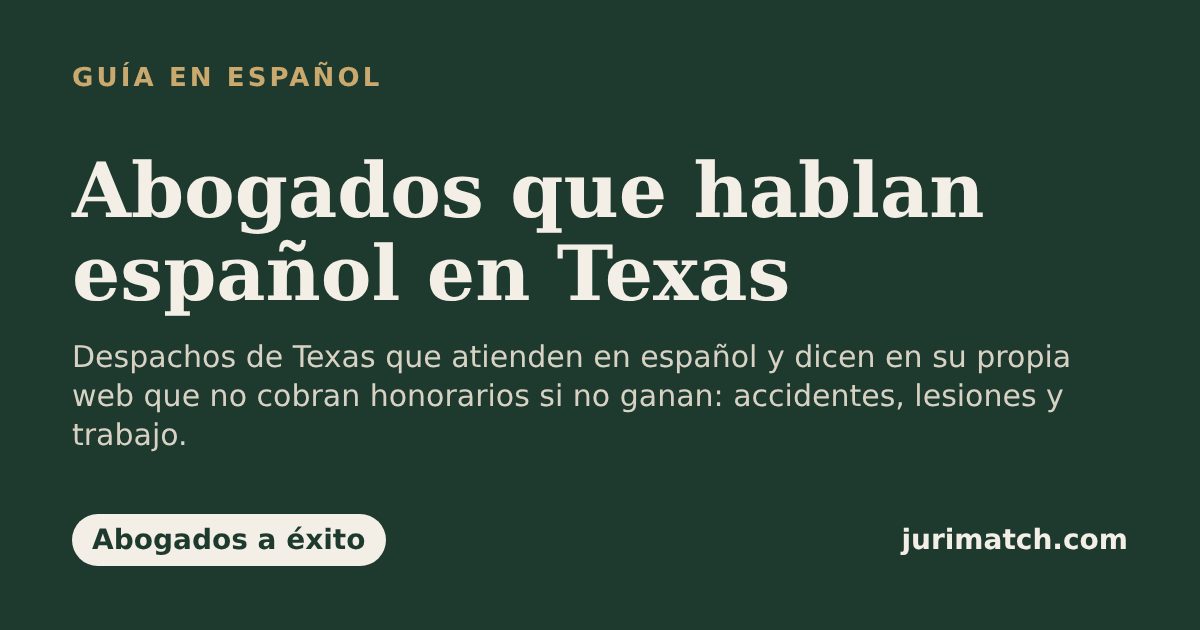 GUÍA EN ESPAÑOL
Abogados que hablan
español en Texas
Despachos de Texas que atienden en español y dicen en su propia
web que no cobran honorarios si no ganan: accidentes, lesiones y
trabajo.
Abogados a éxito
jurimatch.com